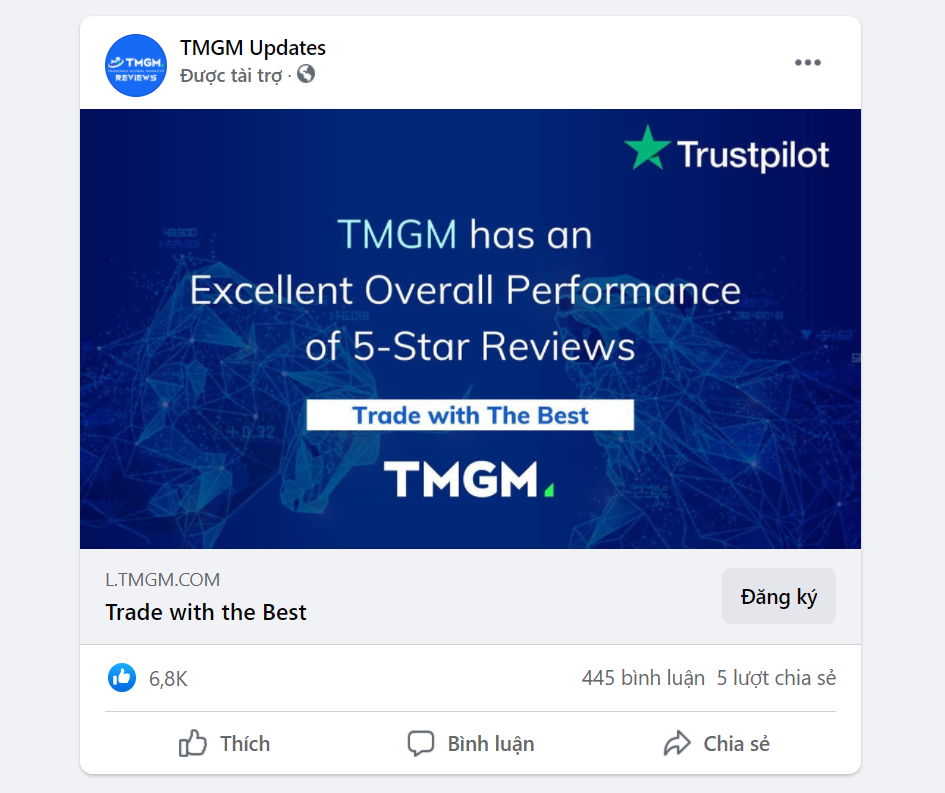 TMGM Updates
Được tài trợ ·
TMGM
REVIEWS
Trustpilot
TMGM has an
Excellent Overall Performance
of 5-Star Reviews
Trade with The Best
TMGM
L.TMGM.COM
Trade with the Best
Đăng ký
6,8K
445 bình luận 5 lượt chia sẻ
Thích
Bình luận
Chia sẻ